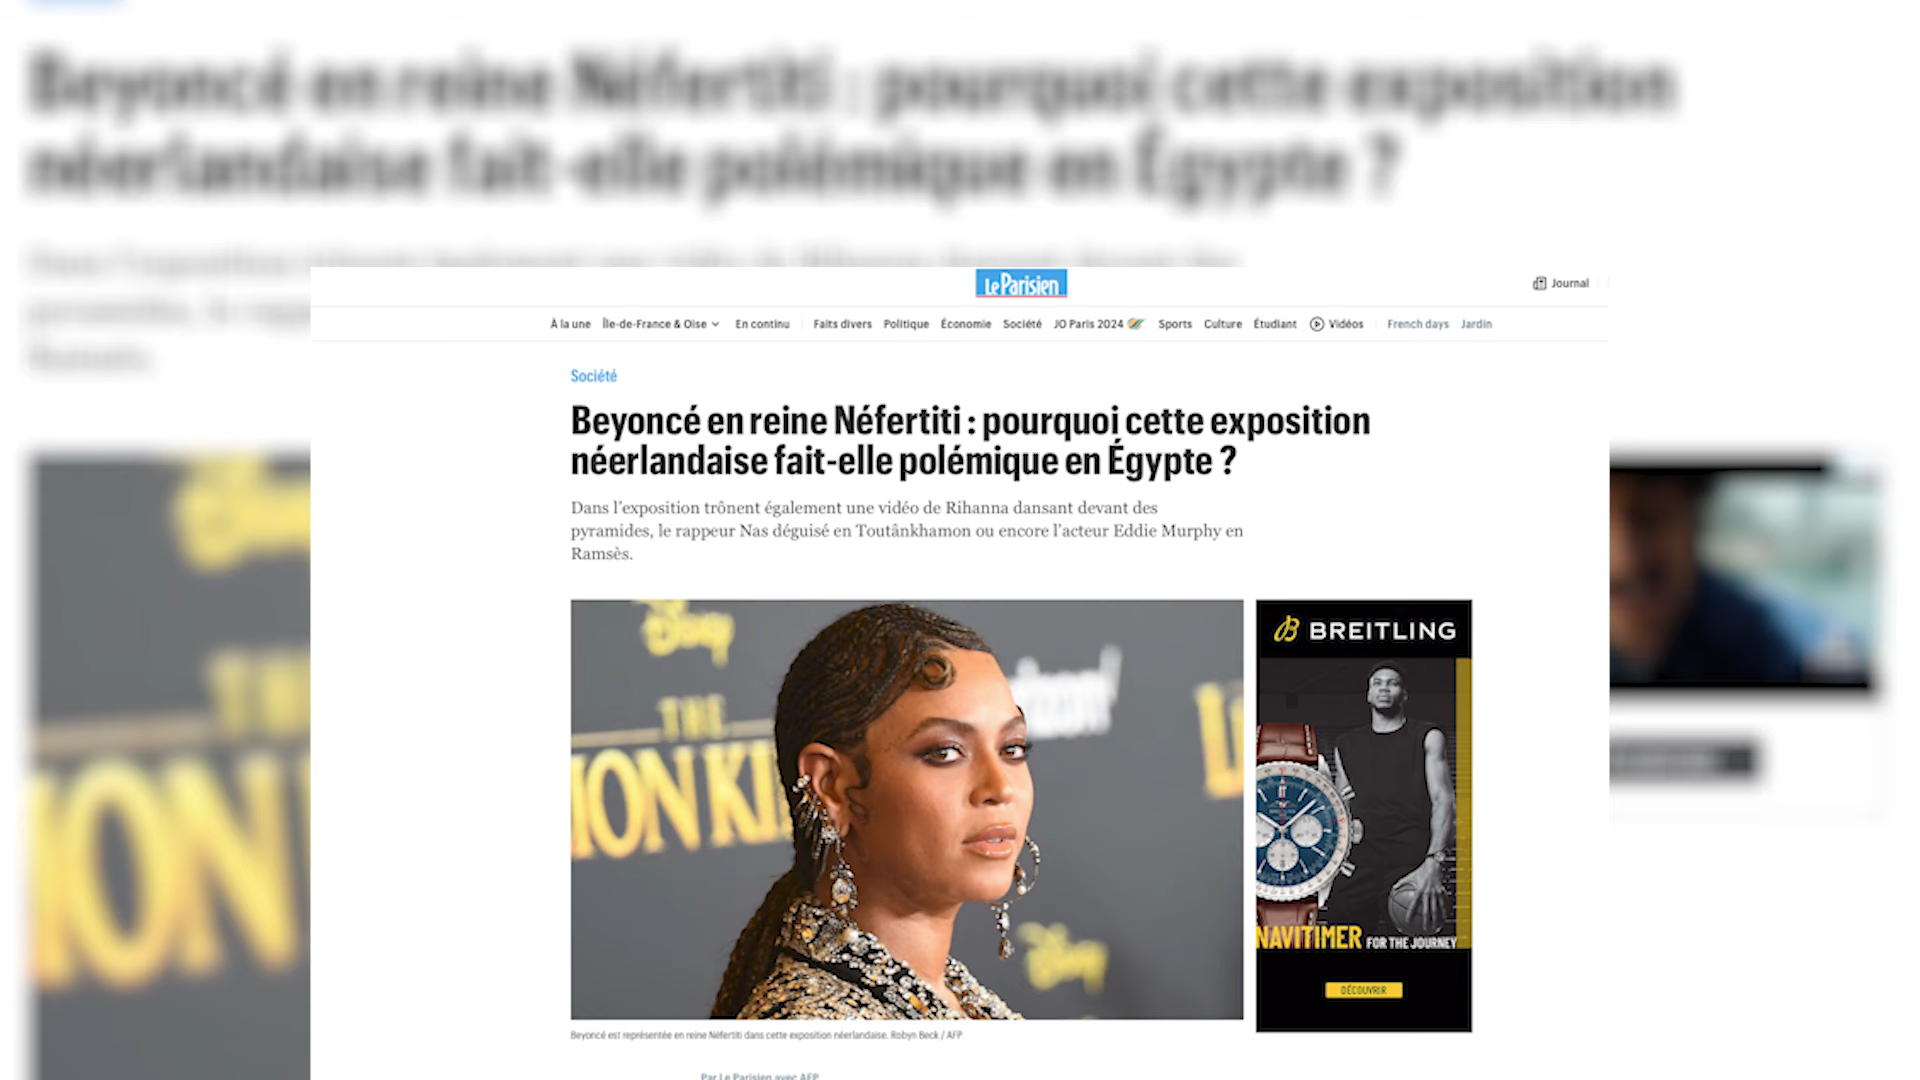 Beyoncé en reine Néfertiti : pourquoi cette exposition
néerlandaise fait-elle polémique en Égypte ?
Le Parisien
Journal
À la une Île-de-France & Oise En continu Faits divers Politique Économie Société JO Paris 2024 Sports Culture Étudiant Vidéos French days Jardin
Société
Beyoncé en reine Néfertiti : pourquoi cette exposition
néerlandaise fait-elle polémique en Égypte ?
Dans l'exposition trônent également une vidéo de Rihanna dansant devant des
pyramides, le rappeur Nas déguisé en Toutânkhamon ou encore l'acteur Eddie Murphy en
Ramsès.
Disney
THE
ION KI
Disney
BREITLING
NAVITIMER FOR THE JOURNEY
DÉCOUVRIR
Beyoncé est représentée en reine Néfertiti dans cette exposition néerlandaise. Robyn Beck / AFP
Par Le Parisien avec AFP